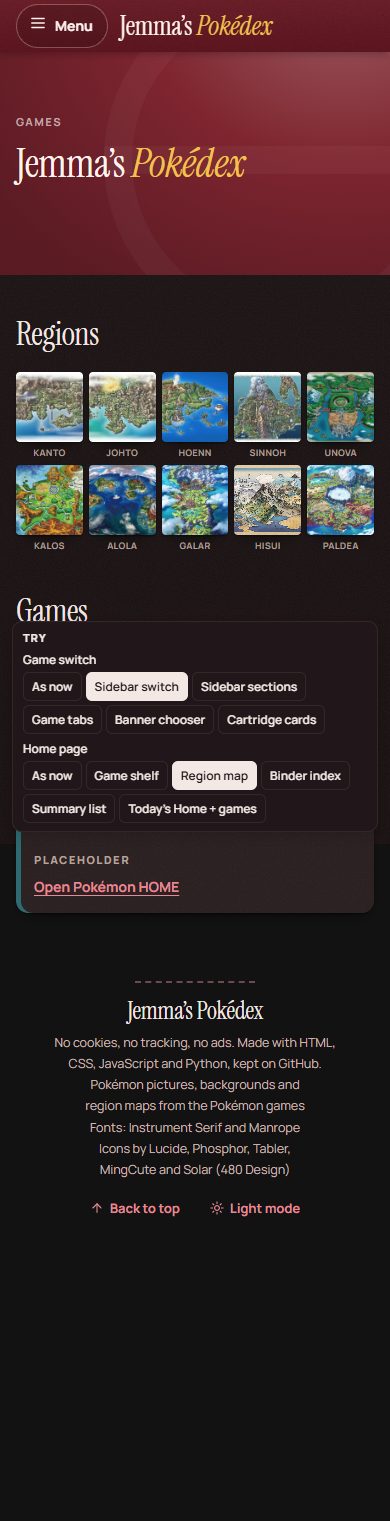 Menu
Jemma's Pokédex
GAMES
Jemma's Pokédex
Regions
KANTO
JOHTO
HOENN
SINNOH
UNOVA
KALOS
ALOLA
GALAR
HISUI
PALDEA
Games
TRY
Game switch
As now
Sidebar switch
Sidebar sections
Game tabs
Banner chooser
Cartridge cards
Home page
As now
Game shelf
Region map
Binder index
Summary list
Today's Home + games
PLACEHOLDER
Open Pokémon HOME
Jemma's Pokédex
No cookies, no tracking, no ads. Made with HTML,
CSS, JavaScript and Python, kept on GitHub.
Pokémon pictures, backgrounds and
region maps from the Pokémon games
Fonts: Instrument Serif and Manrope
Icons by Lucide, Phosphor, Tabler,
MingCute and Solar (480 Design)
Back to top
Light mode